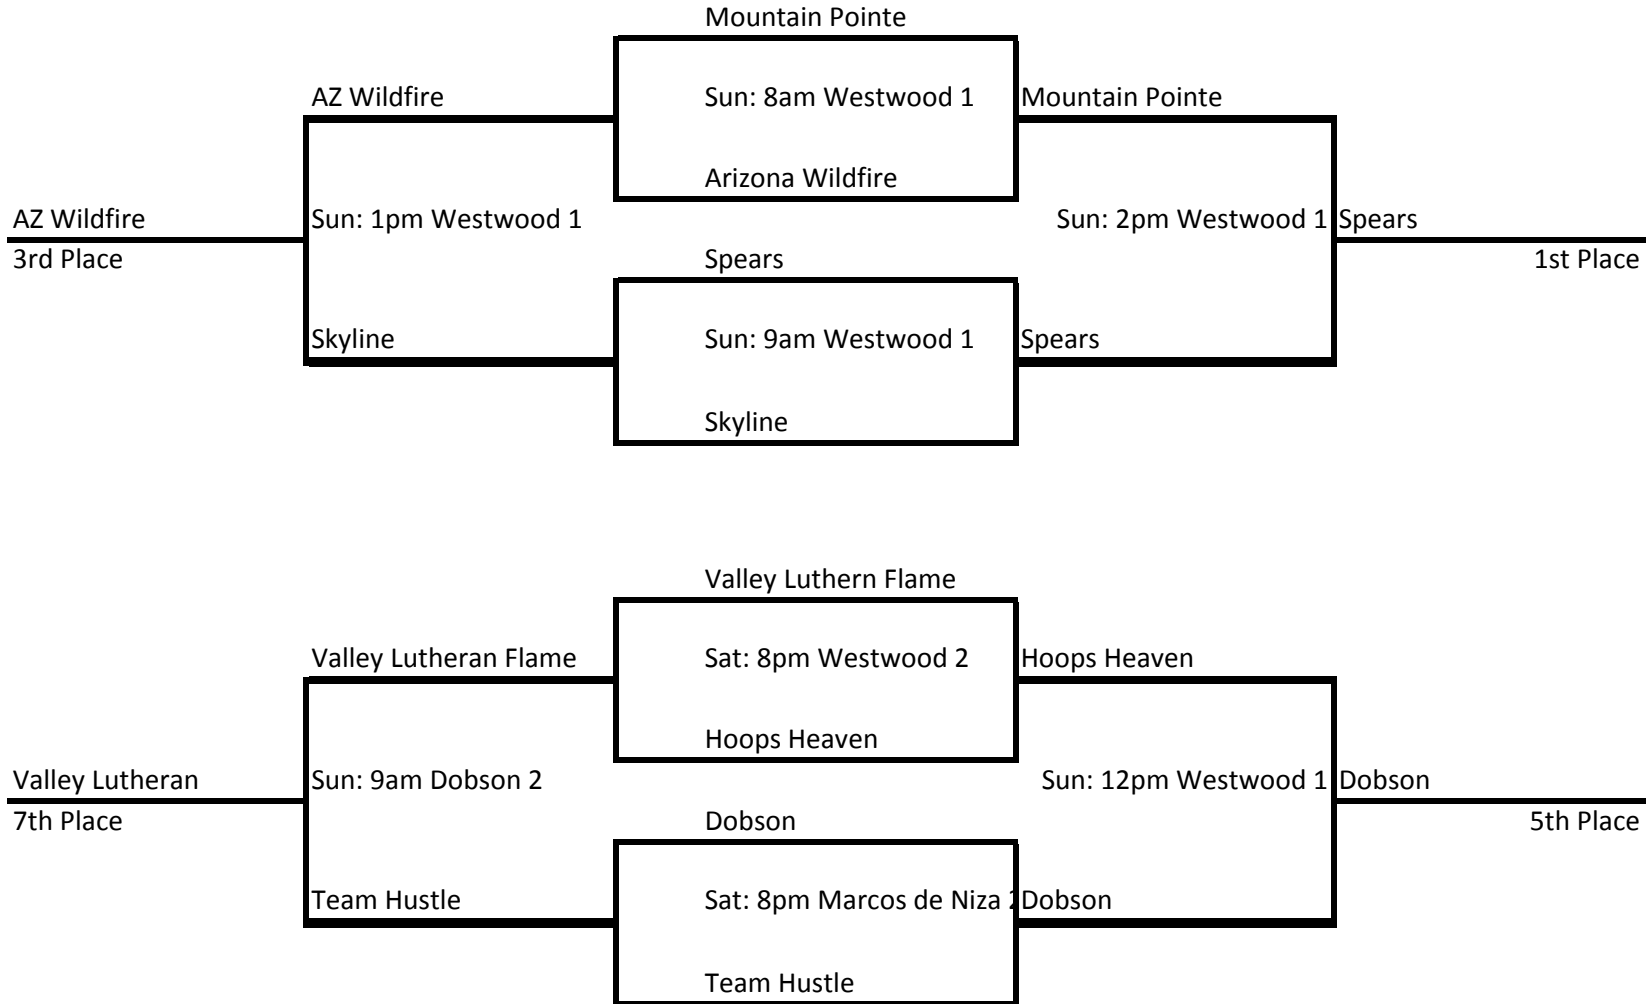 Mountain Pointe
AZ Wildfire
Sun: 8am Westwood 1
Mountain Pointe
Arizona Wildfire
AZ Wildfire
Sun: 1pm Westwood 1
Sun: 2pm Westwood 1
Spears
3rd Place
Spears
1st Place
Skyline
Sun: 9am Westwood 1
Spears
Skyline
Valley Luthern Flame
Valley Lutheran Flame
Sat: 8pm Westwood 2
Hoops Heaven
Hoops Heaven
Valley Lutheran
Sun: 9am Dobson 2
Sun: 12pm Westwood 1
Dobson
7th Place
Dobson
5th Place
Team Hustle
Sat: 8pm Marcos de Niza
Dobson
Team Hustle